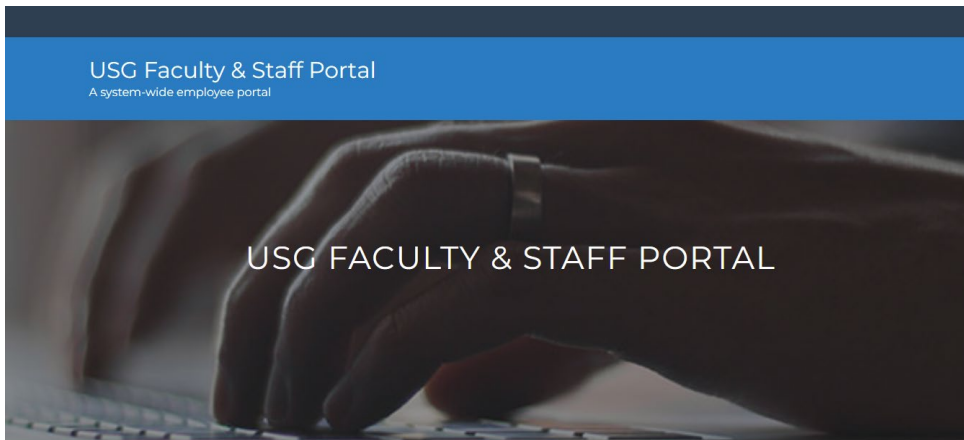 USG Faculty & Staff Portal
A system-wide employee portal
USG FACULTY & STAFF PORTAL